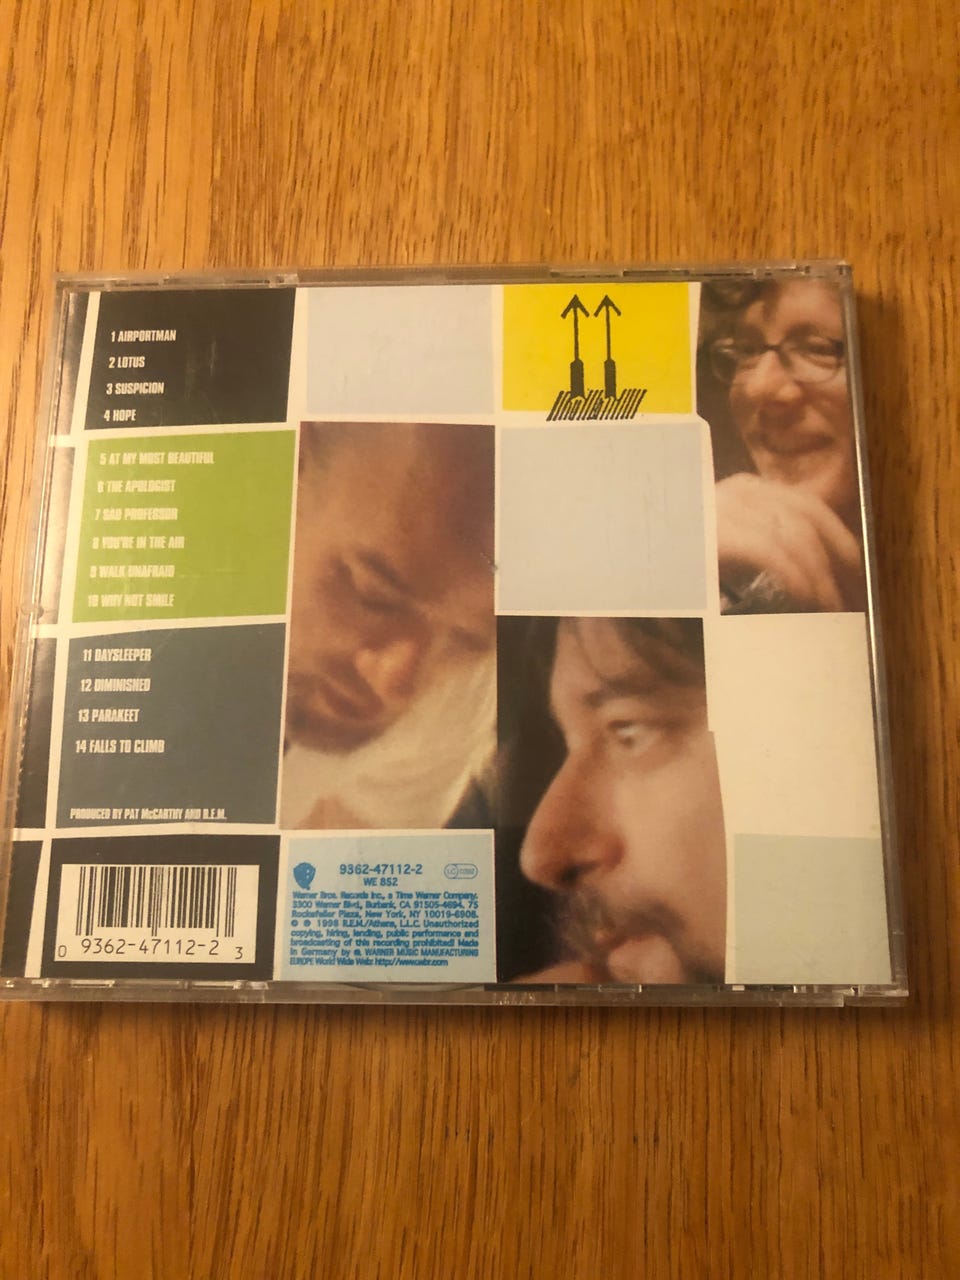 1 AIRPORTMAN
2 LOTUS
3 SUSPICION
4 HOPE
5 AT MY MOST BEAUTIFUL
6 THE APOLOGIST
7 SAD PROFESSOR
8 YOU'RE IN THE AIR
9 WALK UNAFRAID
10 WHY NOT SMILE
11 DAYSLEEPER
12 DIMINISHED
13 PARAKEET
14 FALLS TO CLIMB
PRODUCED BY PAT McCARTHY AND R.E.M.
0 9362-47112-2 3
9362-47112-2
LC 0392
WE 852
Warner Bros. Records Inc., a Time Warner Company.
3300 Warner Blvd., Burbank, CA 91505-4694. 75
Rockefeller Plaza, New York, NY 10019-6908.
℗ © 1998 R.E.M./Athens, L.L.C. Unauthorized
copying, hiring, lending, public performance and
broadcasting of this recording prohibited! Made
in Germany by WARNER MUSIC MANUFACTURING
EUROPE World Wide Web: http://www.wbr.com